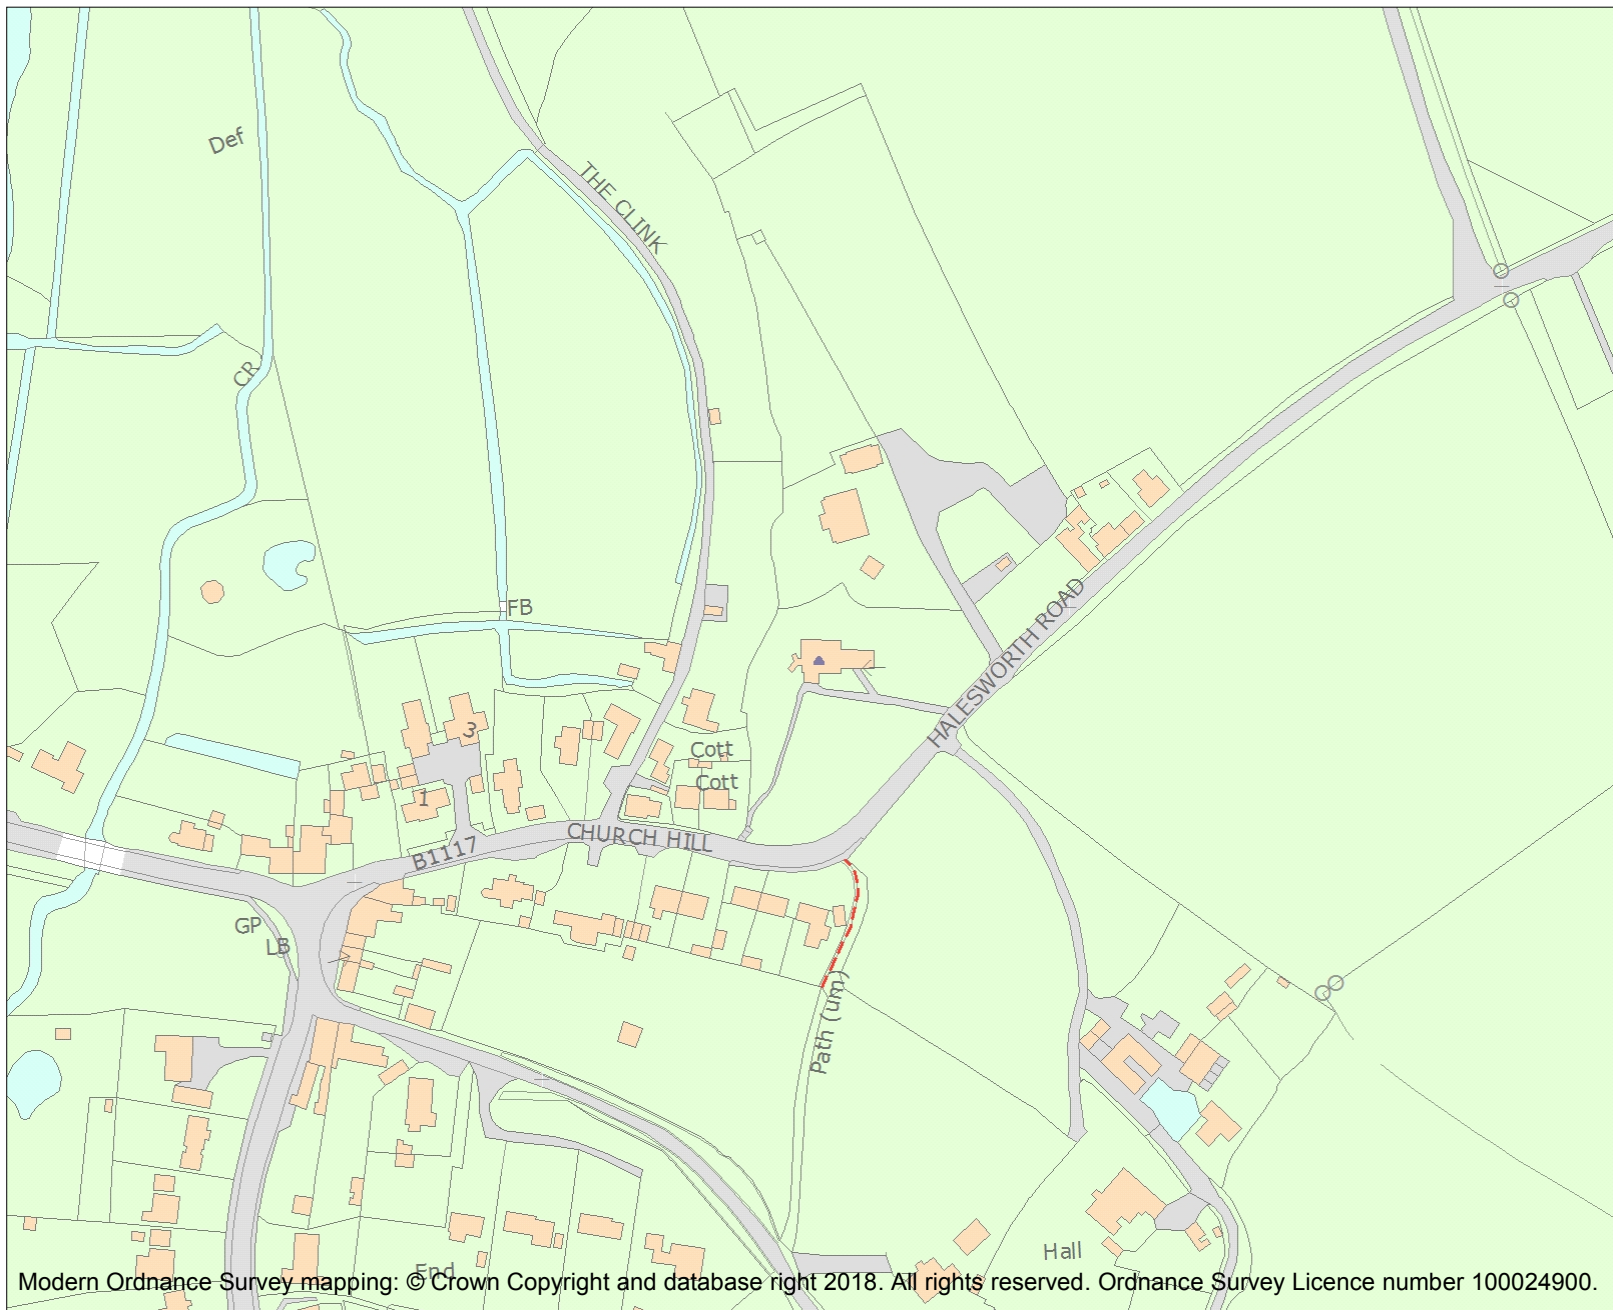 Def
THE CLINK
CR
FB
HALESWORTH ROAD
3
Cott
Cott
1
CHURCH HILL
B1117
GP
LB
Path (um)
Hall
End
Modern Ordnance Survey mapping: © Crown Copyright and database right 2018. All rights reserved. Ordnance Survey Licence number 100024900.